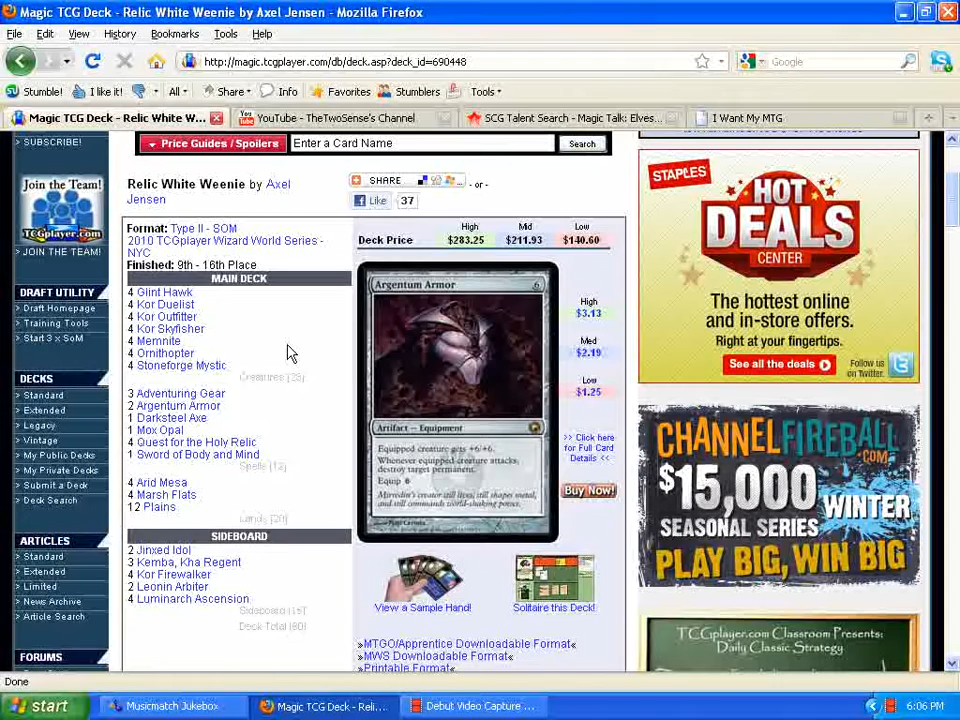 Magic TCG Deck - Relic White Weenie by Axel Jensen - Mozilla Firefox
File Edit View History Bookmarks Tools Help
http://magic.tcgplayer.com/db/deck.asp?deck_id=690448
Google
Stumble! I like it! All Share Info Favorites Stumblers Tools
Magic TCG Deck - Relic White W... YouTube - TheTwoSense's Channel SCG Talent Search - Magic Talk: Elves... I Want My MTG
> SUBSCRIBE!
Join the Team!
TCGplayer.com
> JOIN THE TEAM!
DRAFT UTILITY
> Draft Homepage
> Training Tools
> Start 3 x SoM
DECKS
> Standard
> Extended
> Legacy
> Vintage
> My Public Decks
> My Private Decks
> Submit a Deck
> Deck Search
ARTICLES
> Standard
> Extended
> Limited
> News Archive
> Article Search
FORUMS
Price Guides / Spoilers Enter a Card Name Search
Relic White Weenie by Axel
Jensen
SHARE - or -
Like 37
Format: Type II - SOM
2010 TCGplayer Wizard World Series -
NYC
Finished: 9th - 16th Place
MAIN DECK
4 Glint Hawk
4 Kor Duelist
4 Kor Outfitter
4 Kor Skyfisher
4 Memnite
4 Ornithopter
4 Stoneforge Mystic
Creatures [28]
3 Adventuring Gear
2 Argentum Armor
1 Darksteel Axe
1 Mox Opal
4 Quest for the Holy Relic
1 Sword of Body and Mind
Spells [12]
4 Arid Mesa
4 Marsh Flats
12 Plains
Lands [20]
SIDEBOARD
2 Jinxed Idol
3 Kemba, Kha Regent
4 Kor Firewalker
2 Leonin Arbiter
4 Luminarch Ascension
Sideboard [15]
Deck Total [60]
High Mid Low
Deck Price $283.25 $211.93 $140.60
Argentum Armor 6
Artifact – Equipment
Equipped creature gets +6/+6.
Whenever equipped creature attacks,
destroy target permanent.
Equip 6
Mirrodin's creator still lives, still shapes metal,
and still commands world-shaking power.
High
$3.13
Med
$2.19
Low
$1.25
>> Click here
for Full Card
Details <<
Buy Now!
View a Sample Hand!
Solitaire this Deck!
»MTGO/Apprentice Downloadable Format«
»MWS Downloadable Format«
»Printable Format«
STAPLES
HOT
DEALS
CENTER
The hottest online
and in-store offers.
Right at your fingertips.
See all the deals
Follow us
on Twitter.
CHANNELFIREBALL
.COM
$15,000 WINTER
SEASONAL SERIES
PLAY BIG, WIN BIG
TCGplayer.com Classroom Presents:
Daily Classic Strategy
Done
start Musicmatch Jukebox Magic TCG Deck - Reli... Debut Video Capture ... 6:06 PM